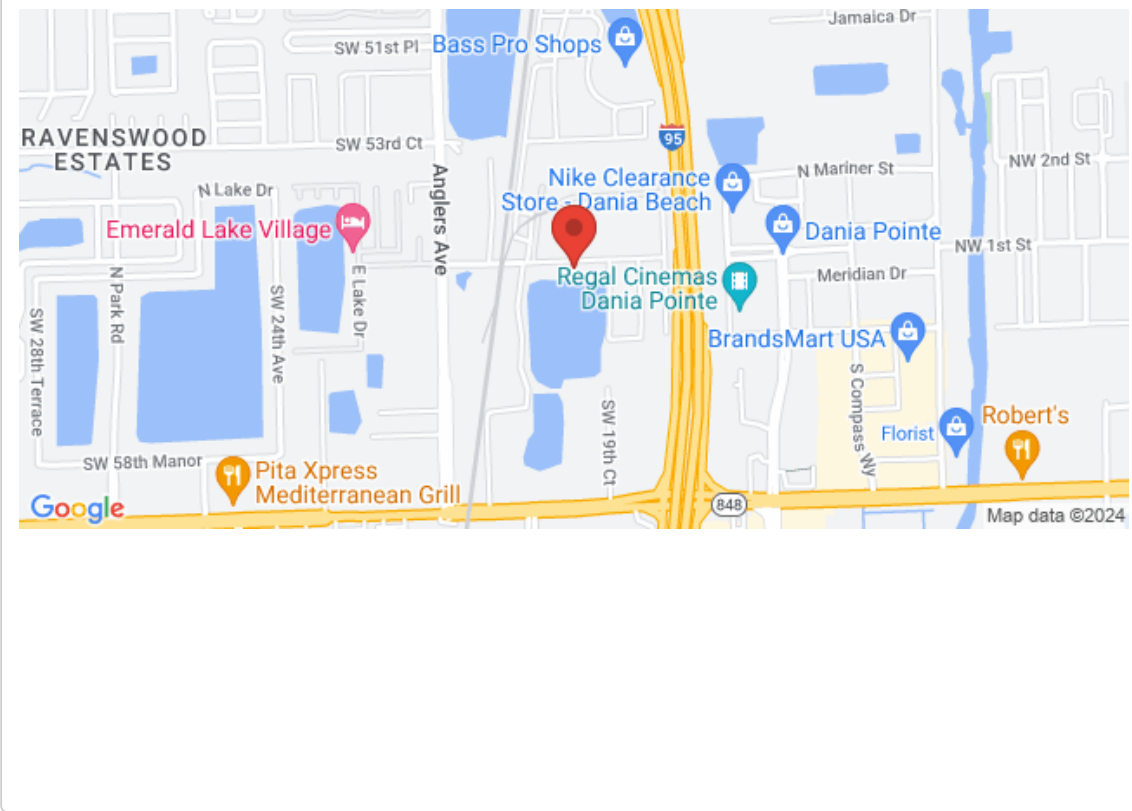 Jamaica Dr
SW 51st Pl
Bass Pro Shops
95
RAVENSWOOD
ESTATES
SW 53rd Ct
NW 2nd St
N Mariner St
Anglers Ave
Nike Clearance
Store - Dania Beach
N Lake Dr
Emerald Lake Village
Dania Pointe
NW 1st St
N Park Rd
E Lake Dr
Regal Cinemas
Dania Pointe
Meridian Dr
SW 28th Terrace
SW 24th Ave
BrandsMart USA
S Compass Wy
SW 19th Ct
Robert's
Florist
SW 58th Manor
Pita Xpress
Mediterranean Grill
848
Google
Map data ©2024